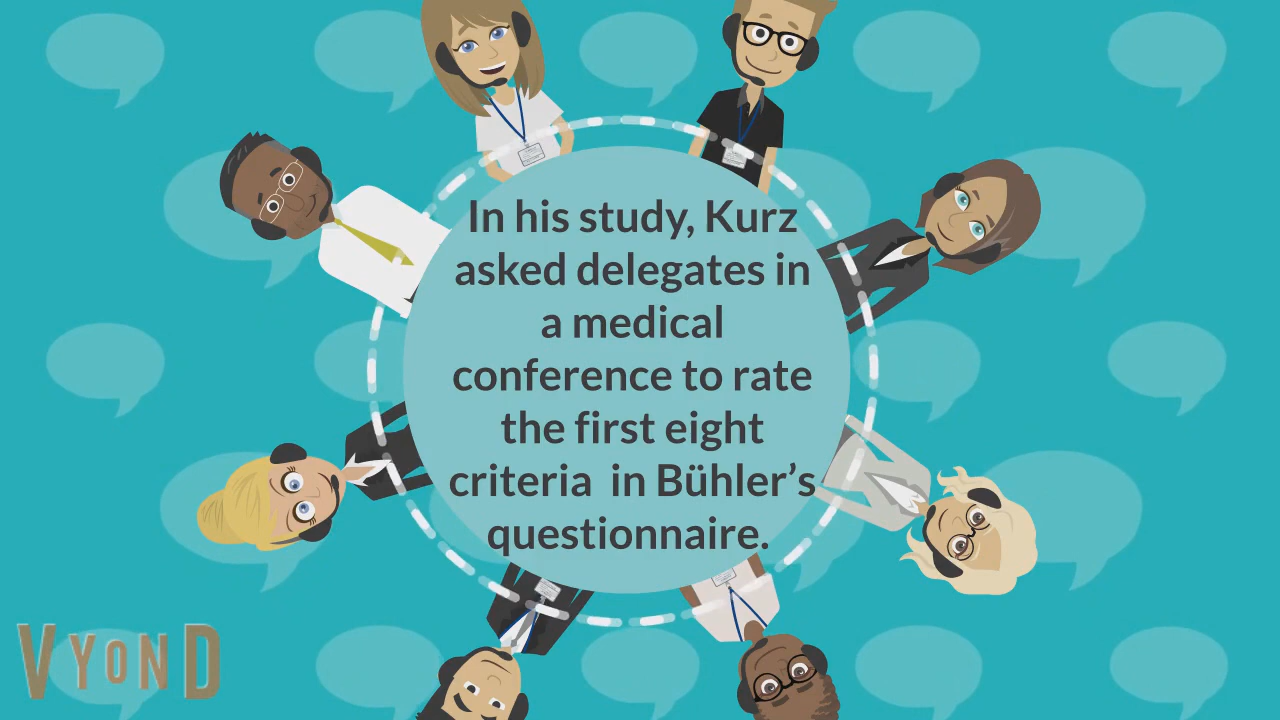 In his study, Kurz
asked delegates in
a medical
conference to rate
the first eight
criteria  in Bühler’s
questionnaire.
VYOND